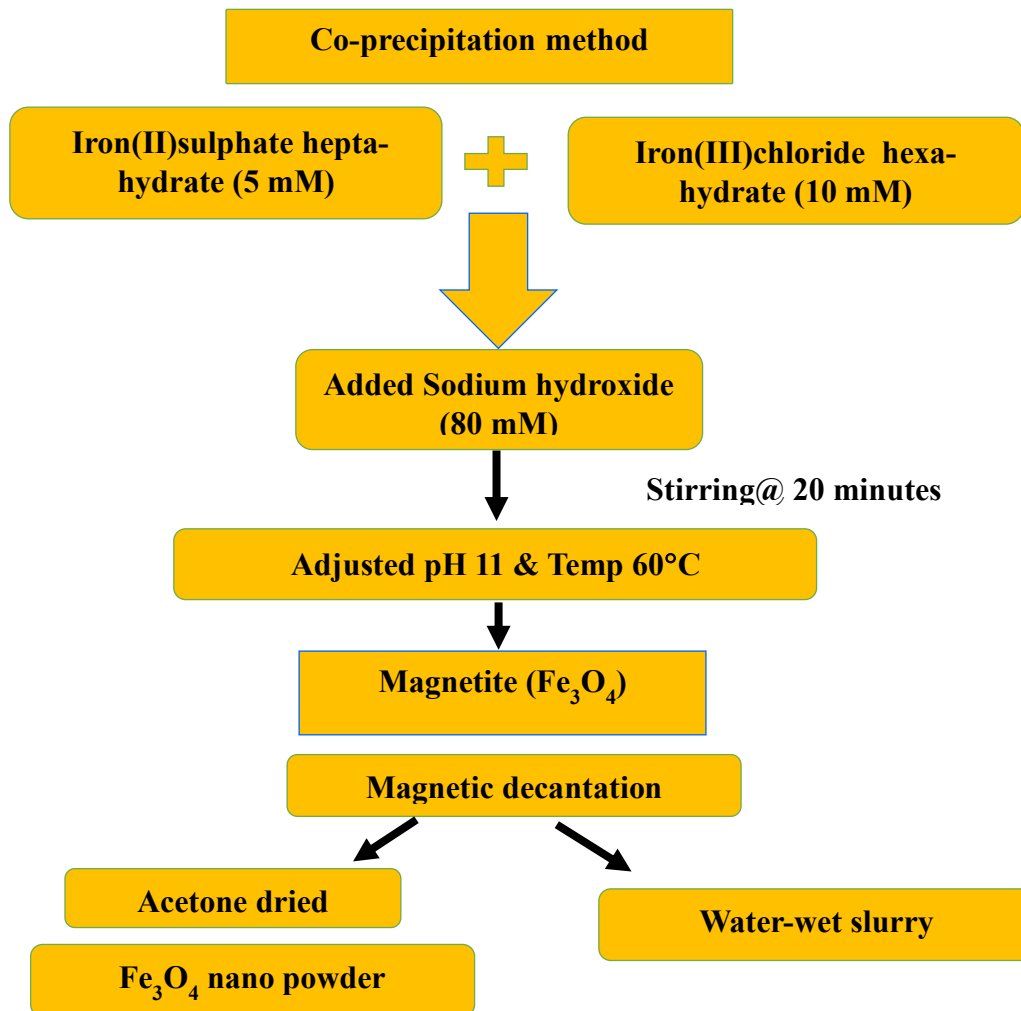 Co-precipitation method
Iron(II)sulphate hepta-
hydrate (5 mM)
Iron(III)chloride hexa-
hydrate (10 mM)
Added Sodium hydroxide
(80 mM)
Stirring@ 20 minutes
Adjusted pH 11 & Temp 60°C
Magnetite (Fe₃O₄)
Magnetic decantation
Acetone dried
Water-wet slurry
Fe₃O₄ nano powder